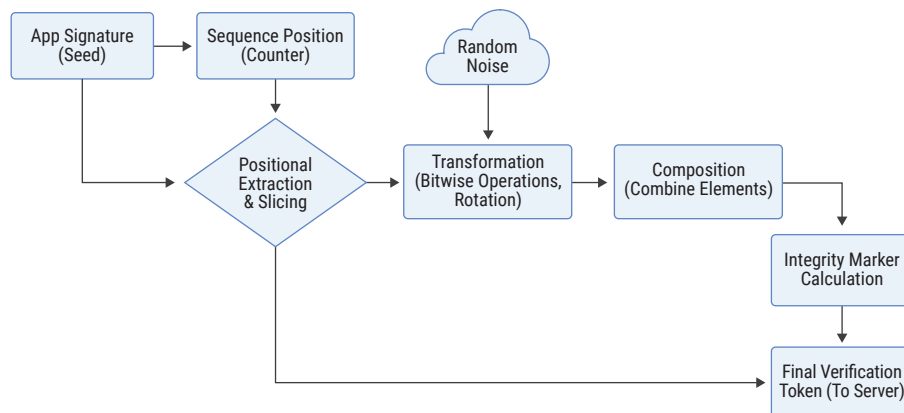 App Signature
(Seed)
Sequence Position
(Counter)
Random
Noise
Positional
Extraction
& Slicing
Transformation
(Bitwise Operations,
Rotation)
Composition
(Combine Elements)
Integrity Marker
Calculation
Final Verification
Token (To Server)